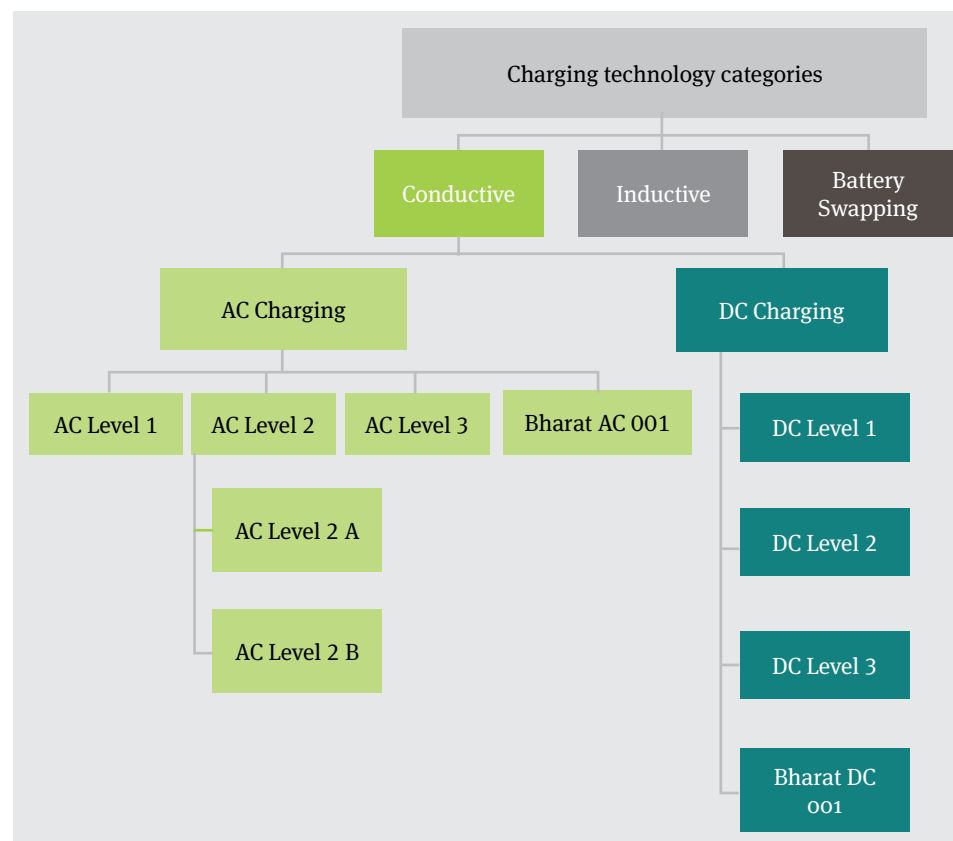 Charging technology categories
Conductive
Inductive
Battery
Swapping
AC Charging
DC Charging
AC Level 1
AC Level 2
AC Level 3
Bharat AC 001
DC Level 1
AC Level 2 A
DC Level 2
AC Level 2 B
DC Level 3
Bharat DC
001